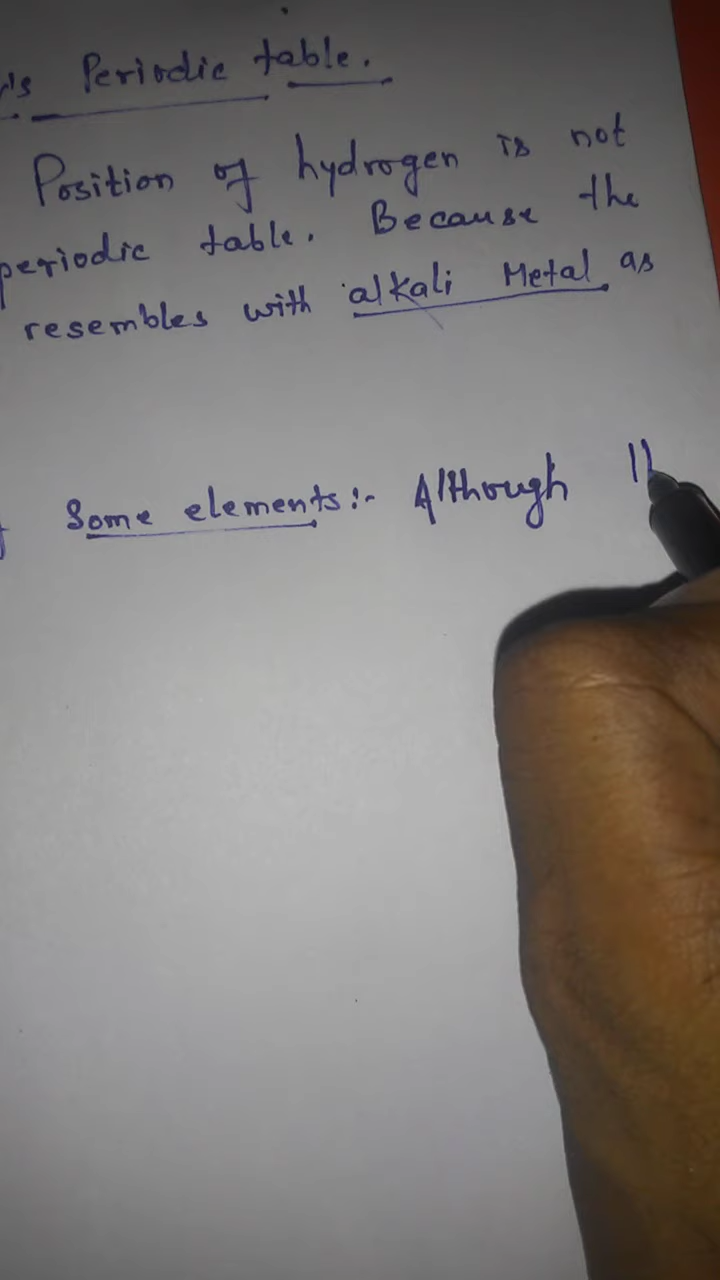 's Periodic table.
Position of hydrogen is not
periodic table. Because the
resembles with alkali Metal as
Some elements:- Although